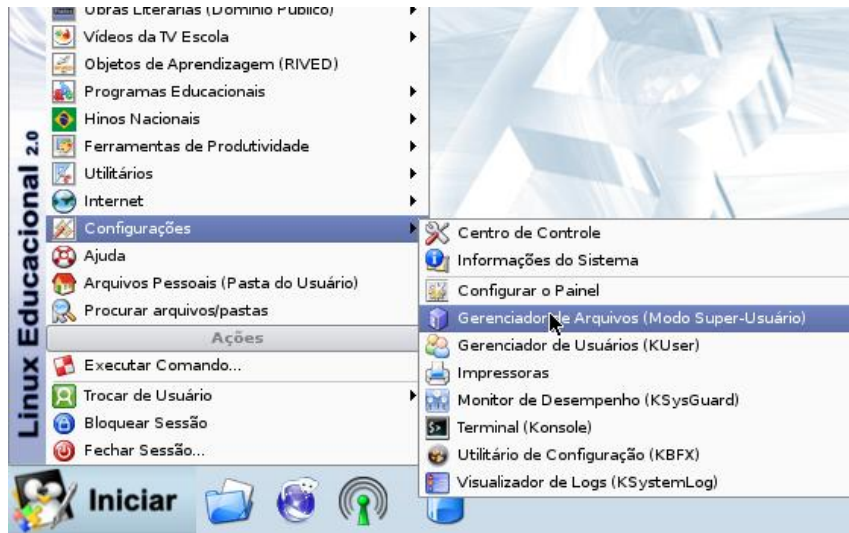 Obras Literárias (Domínio Público)
Vídeos da TV Escola
Objetos de Aprendizagem (RIVED)
Programas Educacionais
Hinos Nacionais
Ferramentas de Produtividade
Utilitários
Internet
Configurações
Ajuda
Arquivos Pessoais (Pasta do Usuário)
Procurar arquivos/pastas
Ações
Executar Comando...
Trocar de Usuário
Bloquear Sessão
Fechar Sessão...
Linux Educacional 2.0
Centro de Controle
Informações do Sistema
Configurar o Painel
Gerenciador de Arquivos (Modo Super-Usuário)
Gerenciador de Usuários (KUser)
Impressoras
Monitor de Desempenho (KSysGuard)
Terminal (Konsole)
Utilitário de Configuração (KBFX)
Visualizador de Logs (KSystemLog)
Iniciar